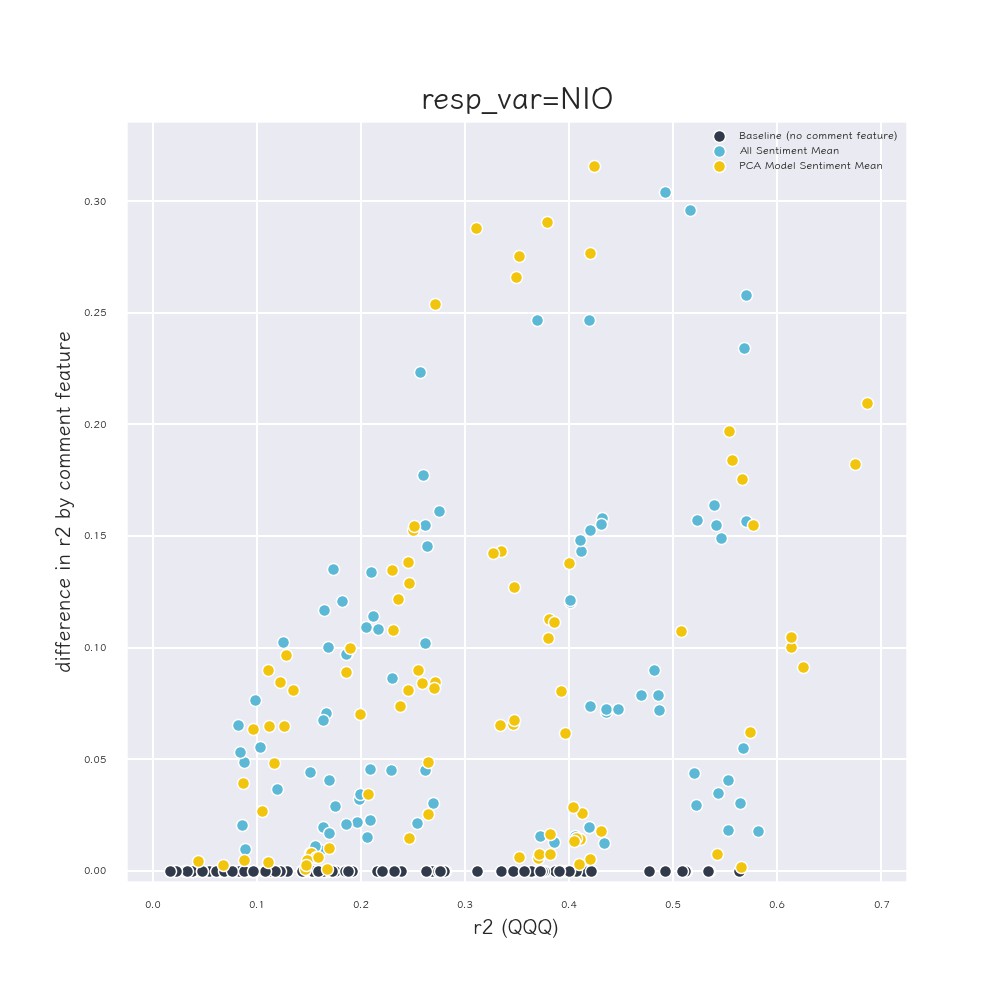 resp_var=NIO
Baseline (no comment feature)
All Sentiment Mean
PCA Model Sentiment Mean
difference in r2 by comment feature
0.30
0.25
0.20
0.15
0.10
0.05
0.00
0.0 0.1 0.2 0.3 0.4 0.5 0.6 0.7
r2 (QQQ)